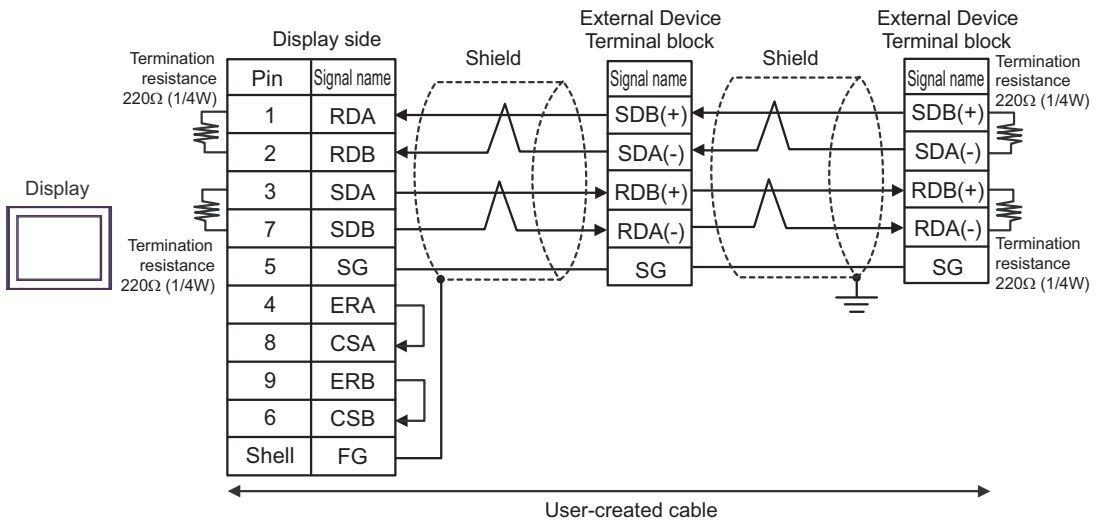 Display
Display side
Termination
resistance
220Ω (1/4W)
Termination
resistance
220Ω (1/4W)
Pin Signal name
1 RDA
2 RDB
3 SDA
7 SDB
5 SG
4 ERA
8 CSA
9 ERB
6 CSB
Shell FG
Shield
External Device
Terminal block
Signal name
SDB(+)
SDA(-)
RDB(+)
RDA(-)
SG
Shield
External Device
Terminal block
Signal name
SDB(+)
SDA(-)
RDB(+)
RDA(-)
SG
Termination
resistance
220Ω (1/4W)
Termination
resistance
220Ω (1/4W)
User-created cable